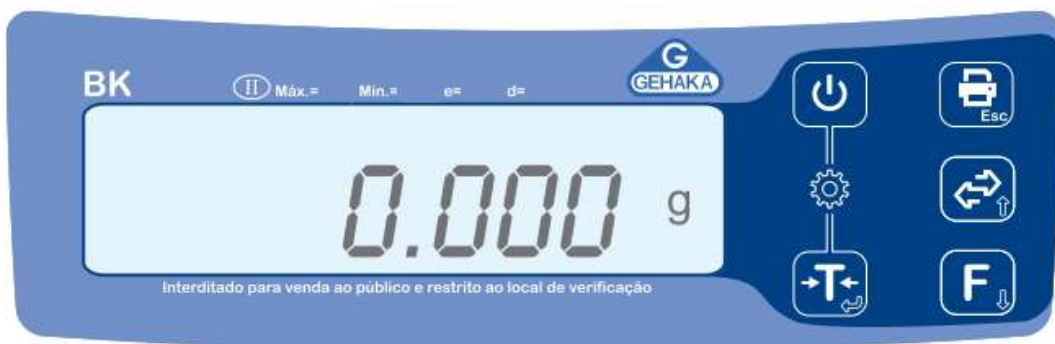 BK
II Máx.= Mín.= e= d=
G
GEHAKA
0.000 g
Interditado para venda ao público e restrito ao local de verificação
Esc
T
F